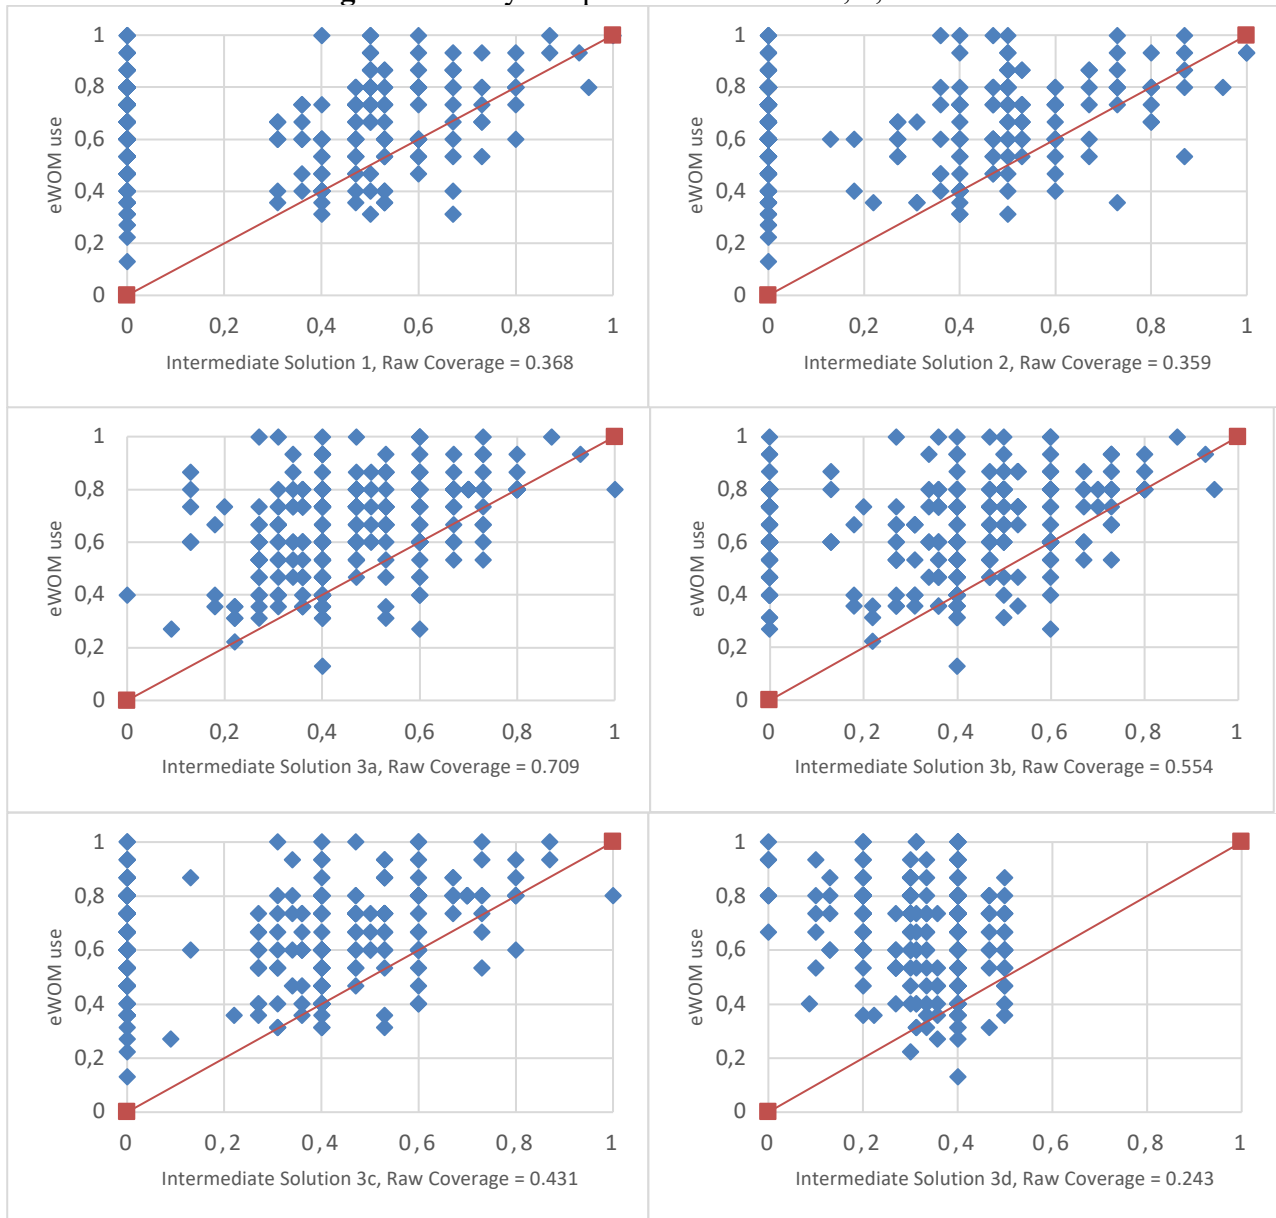 1
0,8
0,6
0,4
0,2
0
eWOM use
0 0,2 0,4 0,6 0,8 1
Intermediate Solution 1, Raw Coverage = 0.368
1
0,8
0,6
0,4
0,2
0
eWOM use
0 0,2 0,4 0,6 0,8 1
Intermediate Solution 2, Raw Coverage = 0.359
1
0,8
0,6
0,4
0,2
0
eWOM use
0 0,2 0,4 0,6 0,8 1
Intermediate Solution 3a, Raw Coverage = 0.709
1
0,8
0,6
0,4
0,2
0
eWOM use
0 0,2 0,4 0,6 0,8 1
Intermediate Solution 3b, Raw Coverage = 0.554
1
0,8
0,6
0,4
0,2
0
eWOM use
0 0,2 0,4 0,6 0,8 1
Intermediate Solution 3c, Raw Coverage = 0.431
1
0,8
0,6
0,4
0,2
0
eWOM use
0 0,2 0,4 0,6 0,8 1
Intermediate Solution 3d, Raw Coverage = 0.243